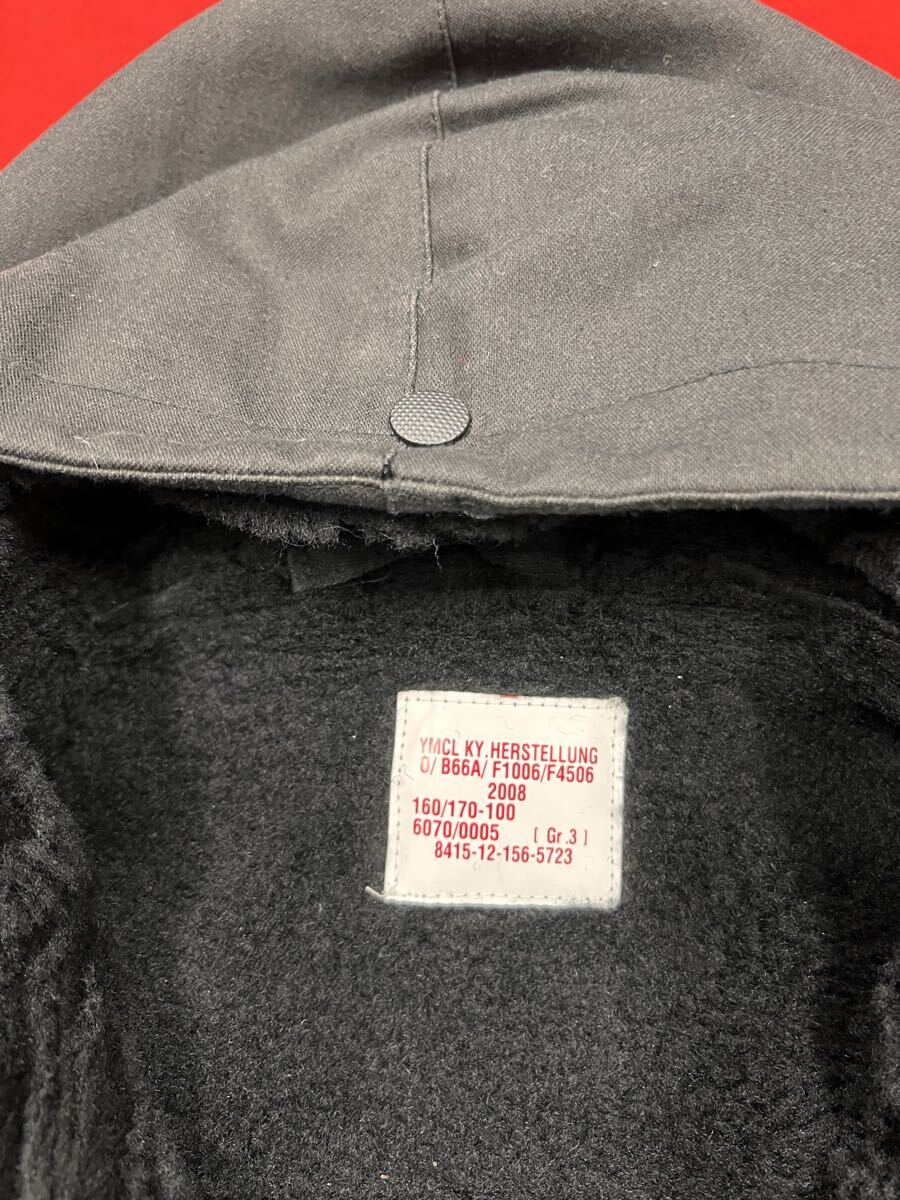 YMCL KY.HERSTELLUNG
O/ B66A/ F1006/F4506
2008
160/170-100
6070/0005 [ Gr.3 ]
8415-12-156-5723